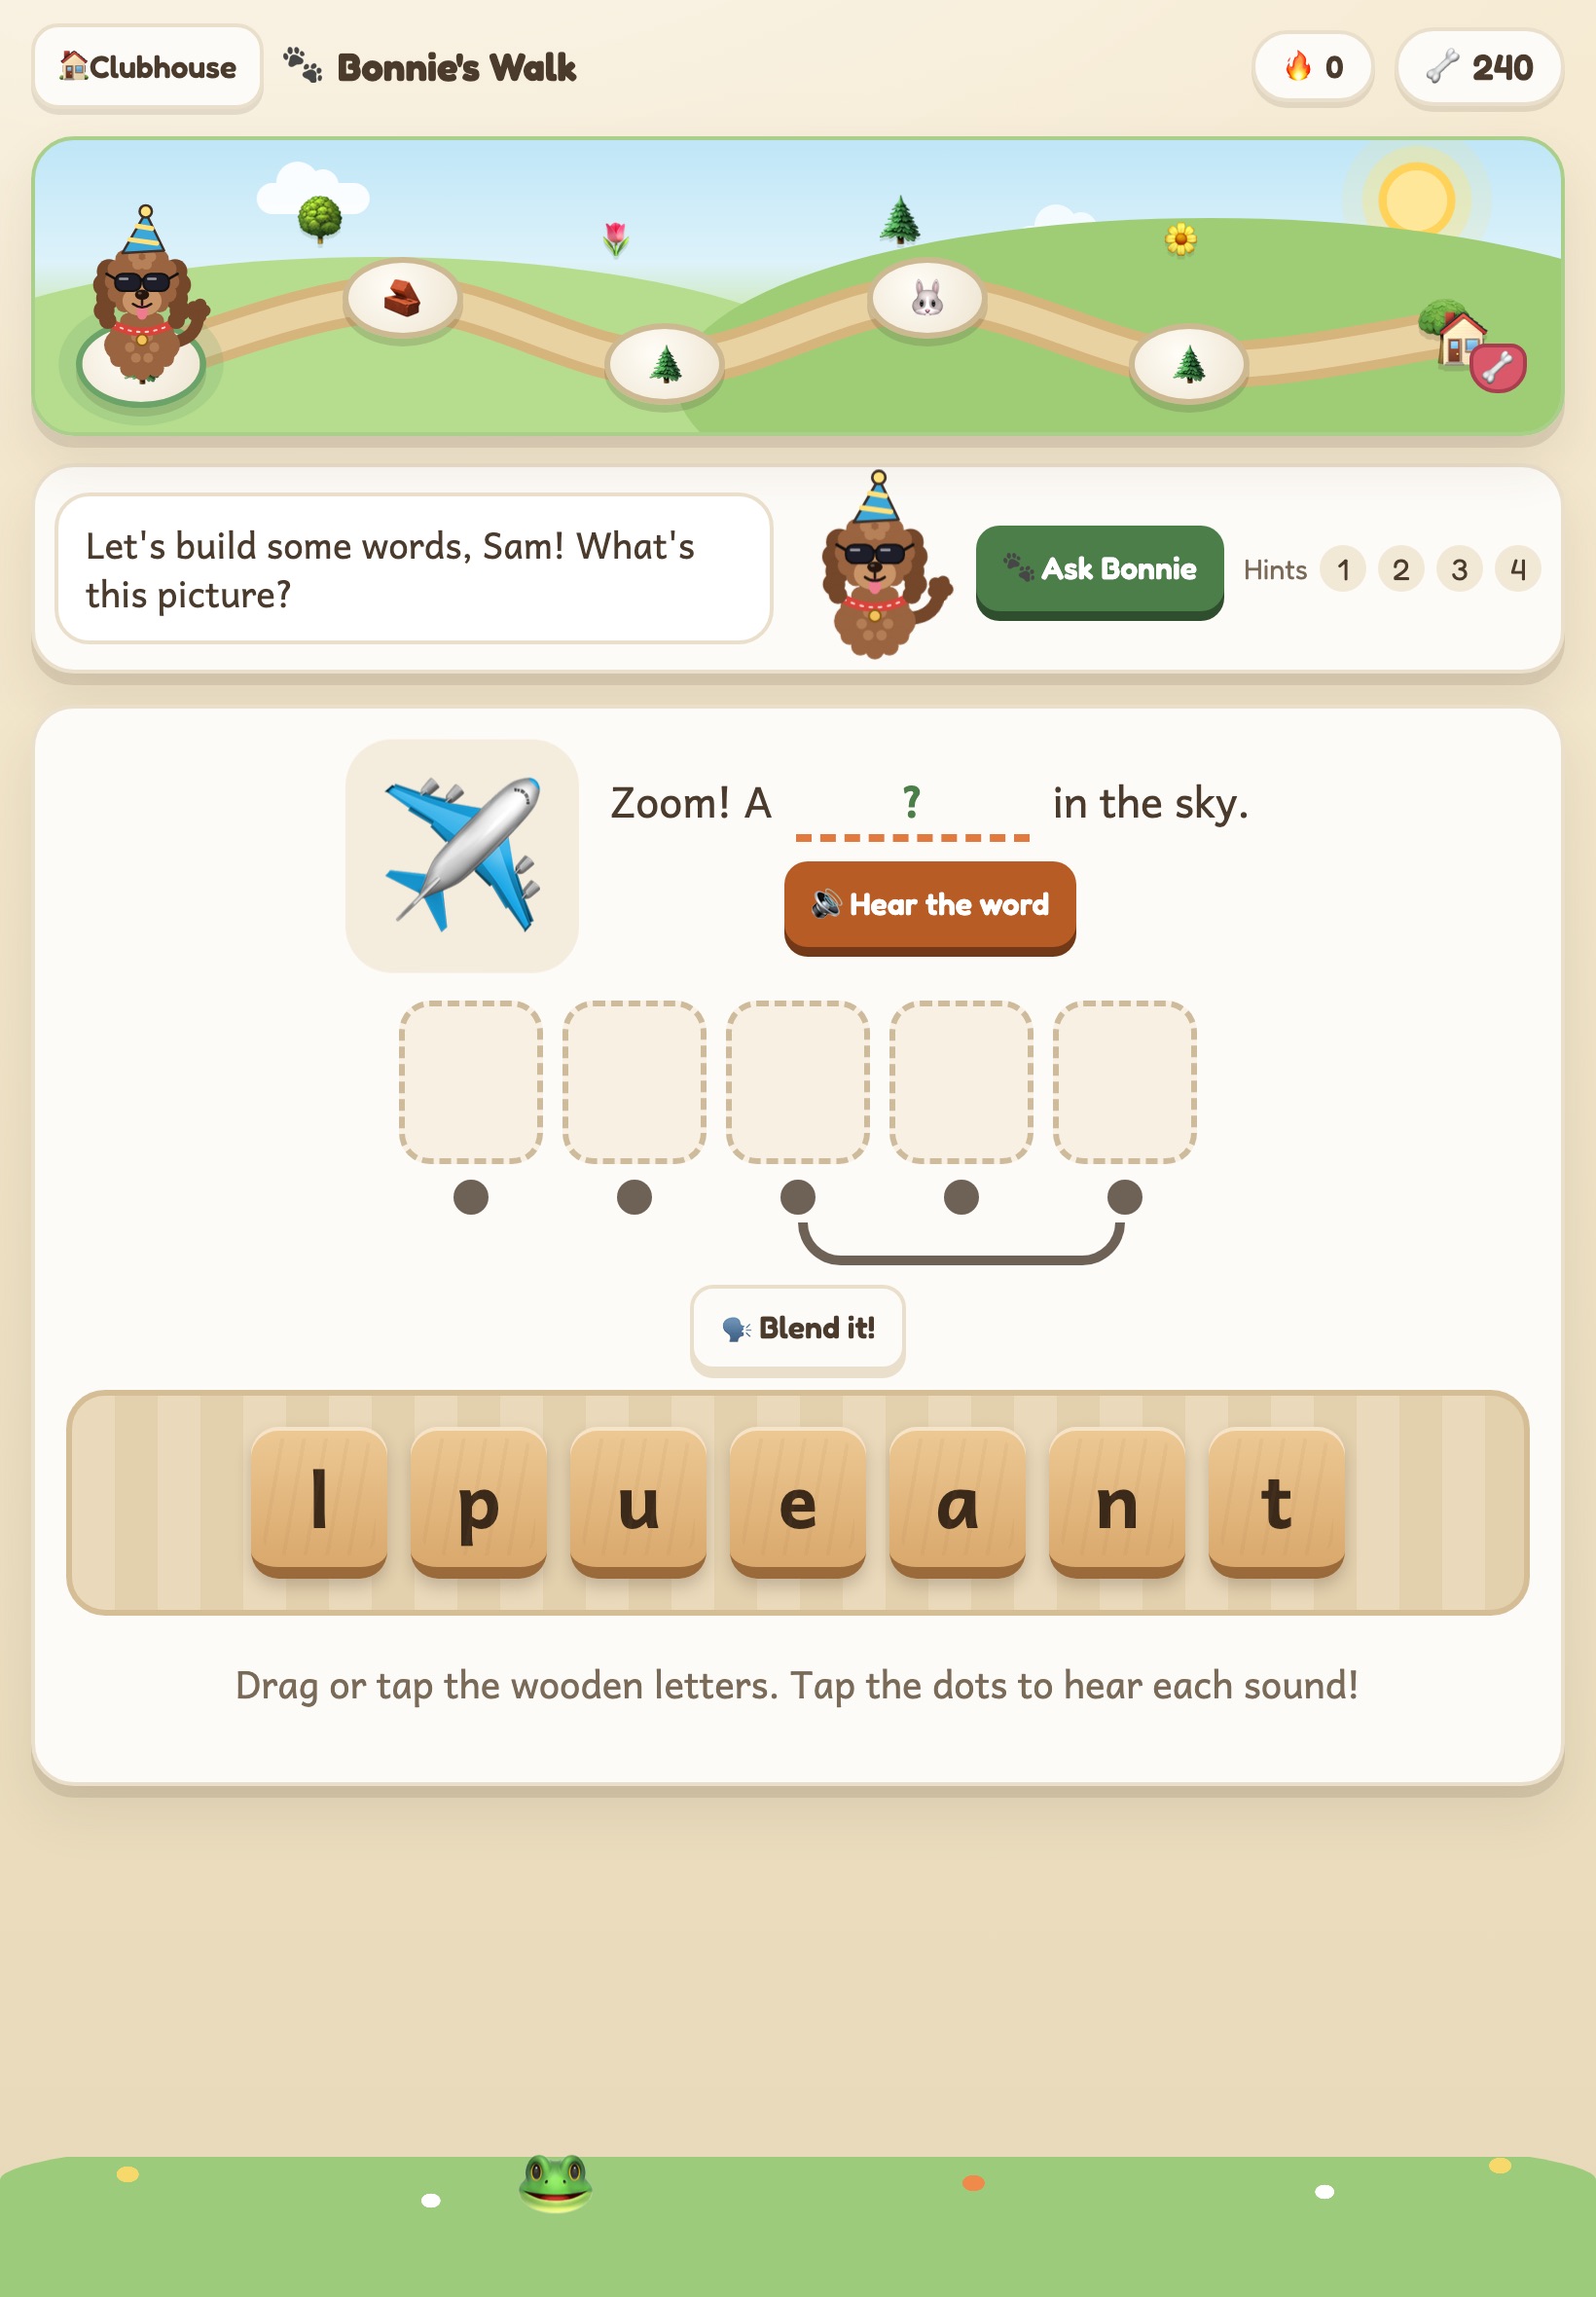 Clubhouse
Bonnie's Walk
0
240
Let's build some words, Sam! What's
this picture?
Ask Bonnie
Hints 1 2 3 4
Zoom! A ? in the sky.
Hear the word
Blend it!
l p u e a n t
Drag or tap the wooden letters. Tap the dots to hear each sound!